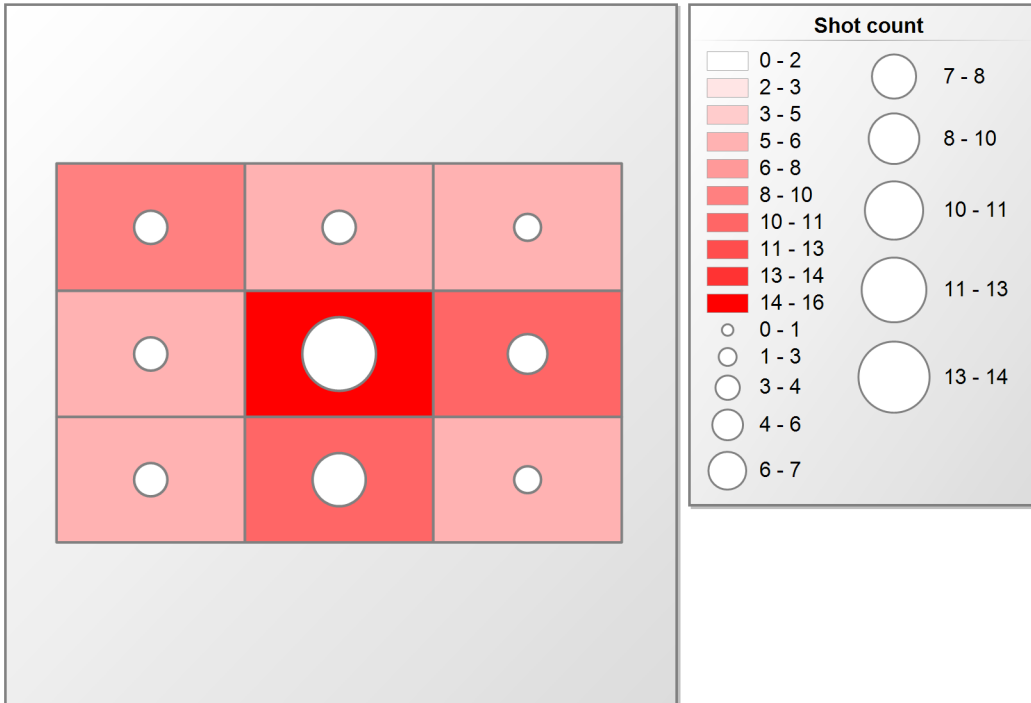 Shot count
0 - 2
2 - 3
3 - 5
5 - 6
6 - 8
8 - 10
10 - 11
11 - 13
13 - 14
14 - 16
0 - 1
1 - 3
3 - 4
4 - 6
6 - 7
7 - 8
8 - 10
10 - 11
11 - 13
13 - 14